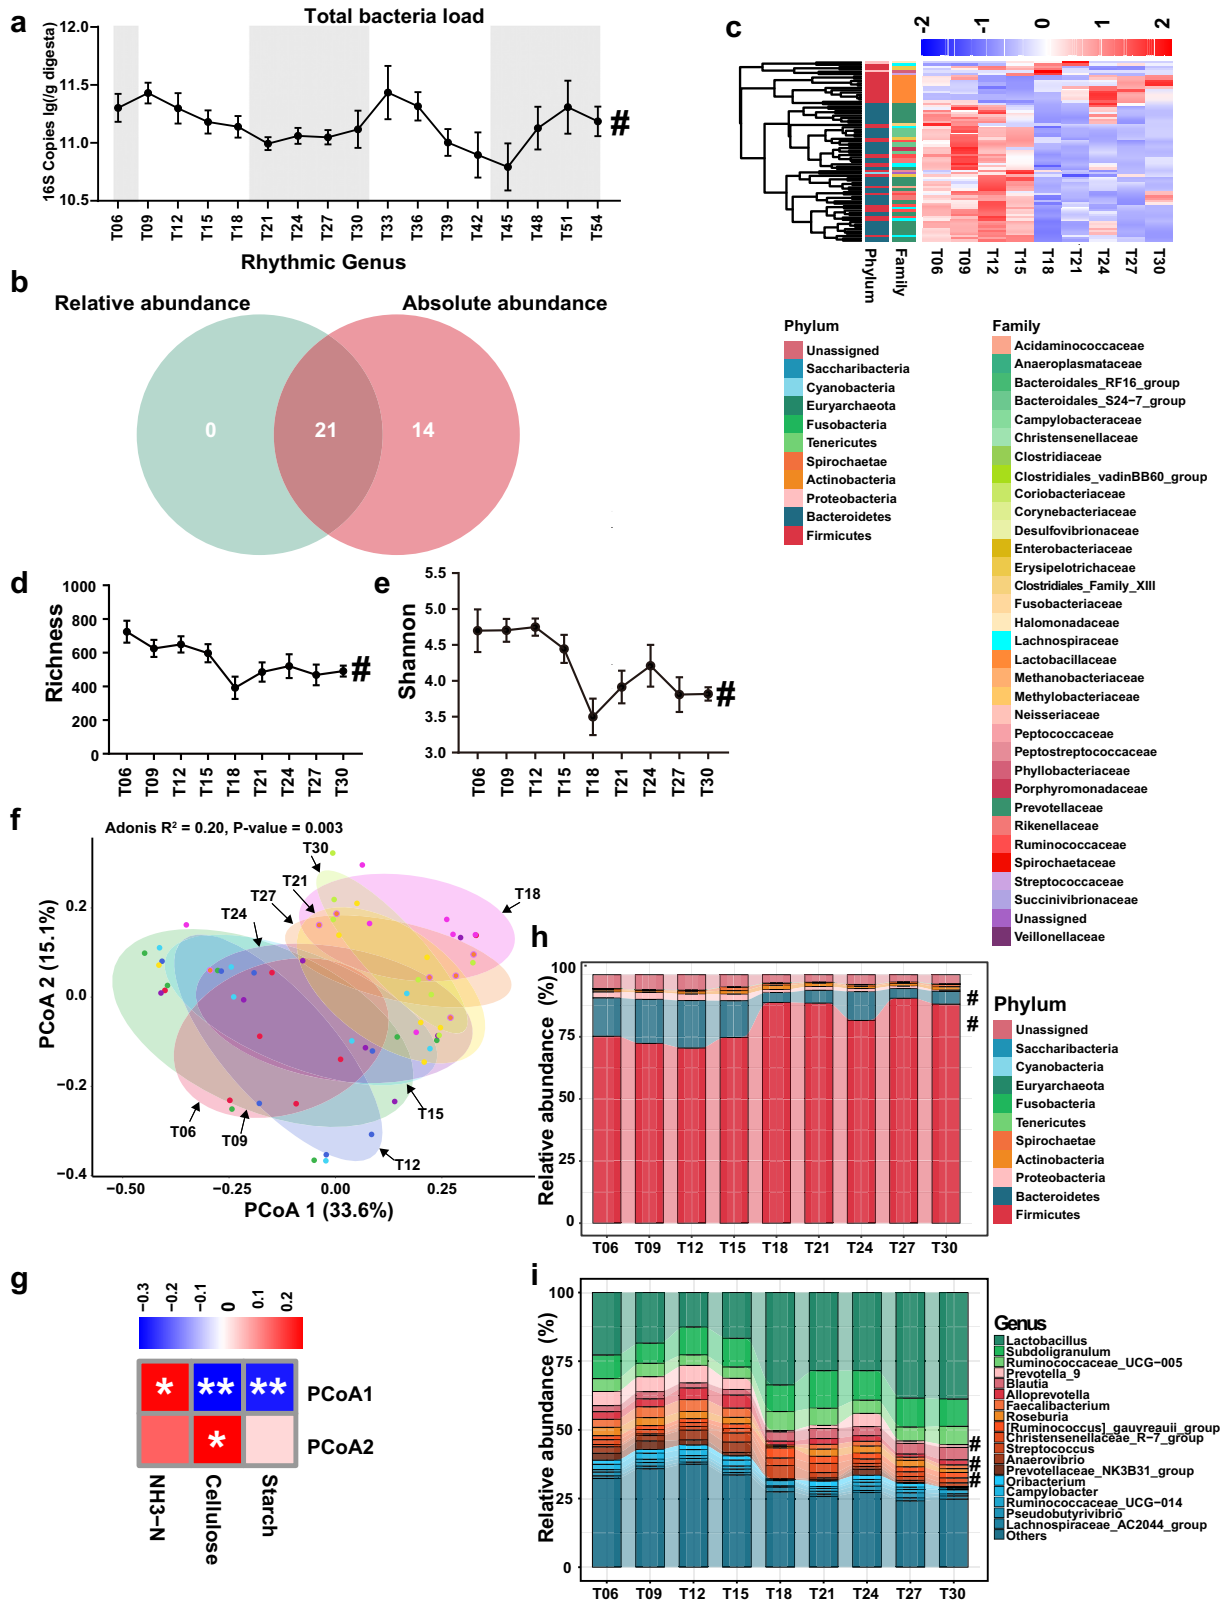 a
Total bacteria load
16S Copies lg(/g digesta)
12.0
11.5
11.0
10.5
#
T06 T09 T12 T15 T18 T21 T24 T27 T30 T33 T36 T39 T42 T45 T48 T51 T54
Rhythmic Genus
b
Relative abundance Absolute abundance
0 21 14
c
-2 -1 0 1 2
Phylum Family T06 T09 T12 T15 T18 T21 T24 T27 T30
Phylum
Unassigned
Saccharibacteria
Cyanobacteria
Euryarchaeota
Fusobacteria
Tenericutes
Spirochaetae
Actinobacteria
Proteobacteria
Bacteroidetes
Firmicutes
Family
Acidaminococcaceae
Anaeroplasmataceae
Bacteroidales_RF16_group
Bacteroidales_S24−7_group
Campylobacteraceae
Christensenellaceae
Clostridiaceae
Clostridiales_vadinBB60_group
Coriobacteriaceae
Corynebacteriaceae
Desulfovibrionaceae
Enterobacteriaceae
Erysipelotrichaceae
Clostridiales_Family_XIII
Fusobacteriaceae
Halomonadaceae
Lachnospiraceae
Lactobacillaceae
Methanobacteriaceae
Methylobacteriaceae
Neisseriaceae
Peptococcaceae
Peptostreptococcaceae
Phyllobacteriaceae
Porphyromonadaceae
Prevotellaceae
Rikenellaceae
Ruminococcaceae
Spirochaetaceae
Streptococcaceae
Succinivibrionaceae
Unassigned
Veillonellaceae
d
Richness
1000
800
600
400
200
0
#
T06 T09 T12 T15 T18 T21 T24 T27 T30
e
Shannon
5.5
5.0
4.5
4.0
3.5
3.0
#
T06 T09 T12 T15 T18 T21 T24 T27 T30
f
Adonis R² = 0.20, P-value = 0.003
T30
T21
T27
T24
T18
T15
T06
T09
T12
PCoA 2 (15.1%)
0.2
0.0
−0.2
−0.4
−0.50 −0.25 0.00 0.25
PCoA 1 (33.6%)
g
−0.3 −0.2 −0.1 0 0.1 0.2
* ** ** PCoA1
* PCoA2
NH3−N Cellulose Starch
h
Relative abundance (%)
100
75
50
25
0
#
#
T06 T09 T12 T15 T18 T21 T24 T27 T30
Phylum
Unassigned
Saccharibacteria
Cyanobacteria
Euryarchaeota
Fusobacteria
Tenericutes
Spirochaetae
Actinobacteria
Proteobacteria
Bacteroidetes
Firmicutes
i
Relative abundance (%)
100
75
50
25
0
#
#
#
T06 T09 T12 T15 T18 T21 T24 T27 T30
Genus
Lactobacillus
Subdoligranulum
Ruminococcaceae_UCG−005
Prevotella_9
Blautia
Alloprevotella
Faecalibacterium
Roseburia
[Ruminococcus]_gauvreauii_group
Christensenellaceae_R−7_group
Streptococcus
Anaerovibrio
Prevotellaceae_NK3B31_group
Oribacterium
Campylobacter
Ruminococcaceae_UCG−014
Pseudobutyrivibrio
Lachnospiraceae_AC2044_group
Others